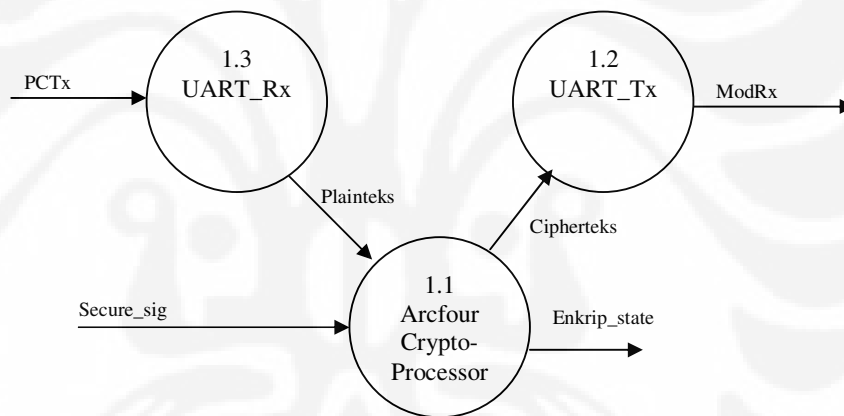 1.3
UART_Rx
1.2
UART_Tx
PCTx
ModRx
Plainteks
Cipherteks
1.1
Arcfour
Crypto-
Processor
Secure_sig
Enkrip_state